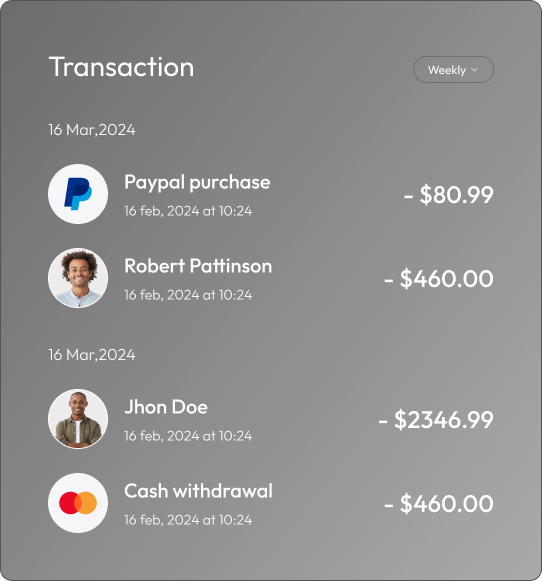 Transaction
Weekly
16 Mar,2024
Paypal purchase
- $80.99
16 feb, 2024 at 10:24
Robert Pattinson
- $460.00
16 feb, 2024 at 10:24
16 Mar,2024
Jhon Doe
- $2346.99
16 feb, 2024 at 10:24
Cash withdrawal
- $460.00
16 feb, 2024 at 10:24